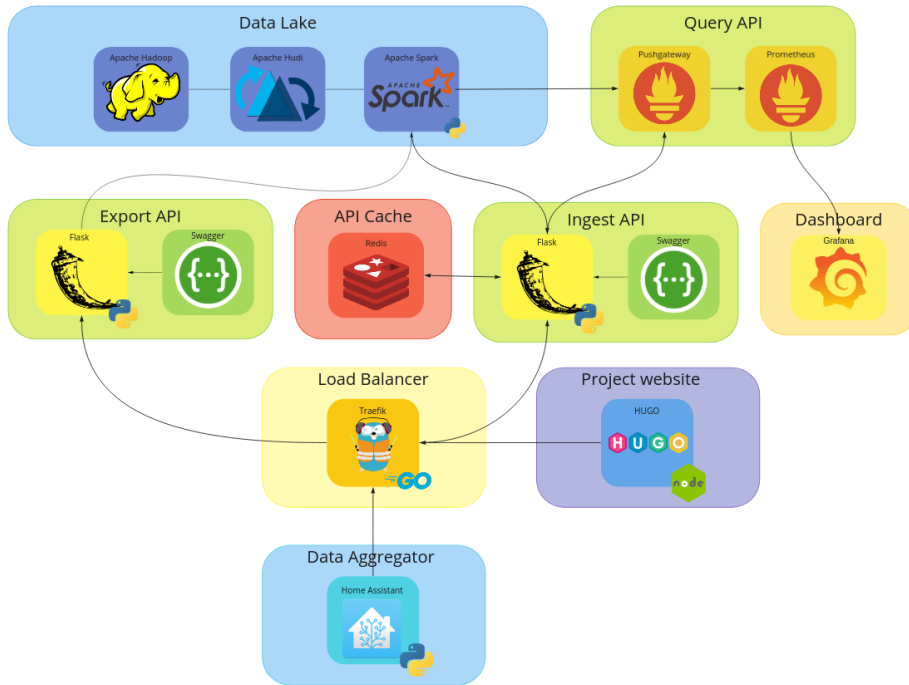 Data Lake
Query API
Apache Hadoop
Apache Hudi
Apache Spark
Pushgateway
Prometheus
APACHE
Spark
Export API
API Cache
Ingest API
Dashboard
Flask
Swagger
Redis
Flask
Swagger
Grafana
{...}
{...}
Load Balancer
Project website
Traefik
HUGO
HUGO
GO
node
Data Aggregator
Home Assistant